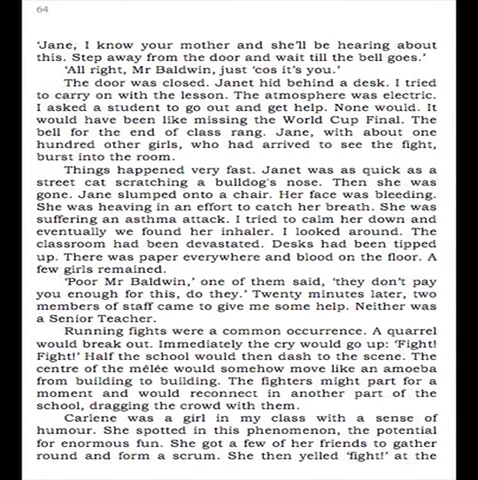 64
‘Jane, I know your mother and she’ll be hearing about
this. Step away from the door and wait till the bell goes.’
‘All right, Mr Baldwin, just ‘cos it’s you.’
The door was closed. Janet hid behind a desk. I tried
to carry on with the lesson. The atmosphere was electric.
I asked a student to go out and get help. None would. It
would have been like missing the World Cup Final. The
bell for the end of class rang. Jane, with about one
hundred other girls, who had arrived to see the fight,
burst into the room.
Things happened very fast. Janet was as quick as a
street cat scratching a bulldog’s nose. Then she was
gone. Jane slumped onto a chair. Her face was bleeding.
She was heaving in an effort to catch her breath. She was
suffering an asthma attack. I tried to calm her down and
eventually we found her inhaler. I looked around. The
classroom had been devastated. Desks had been tipped
up. There was paper everywhere and blood on the floor. A
few girls remained.
‘Poor Mr Baldwin,’ one of them said, ‘they don’t pay
you enough for this, do they.’ Twenty minutes later, two
members of staff came to give me some help. Neither was
a Senior Teacher.
Running fights were a common occurrence. A quarrel
would break out. Immediately the cry would go up: ‘Fight!
Fight!’ Half the school would then dash to the scene. The
centre of the mêlée would somehow move like an amoeba
from building to building. The fighters might part for a
moment and would reconnect in another part of the
school, dragging the crowd with them.
Carlene was a girl in my class with a sense of
humour. She spotted in this phenomenon, the potential
for enormous fun. She got a few of her friends to gather
round and form a scrum. She then yelled ‘fight!’ at the